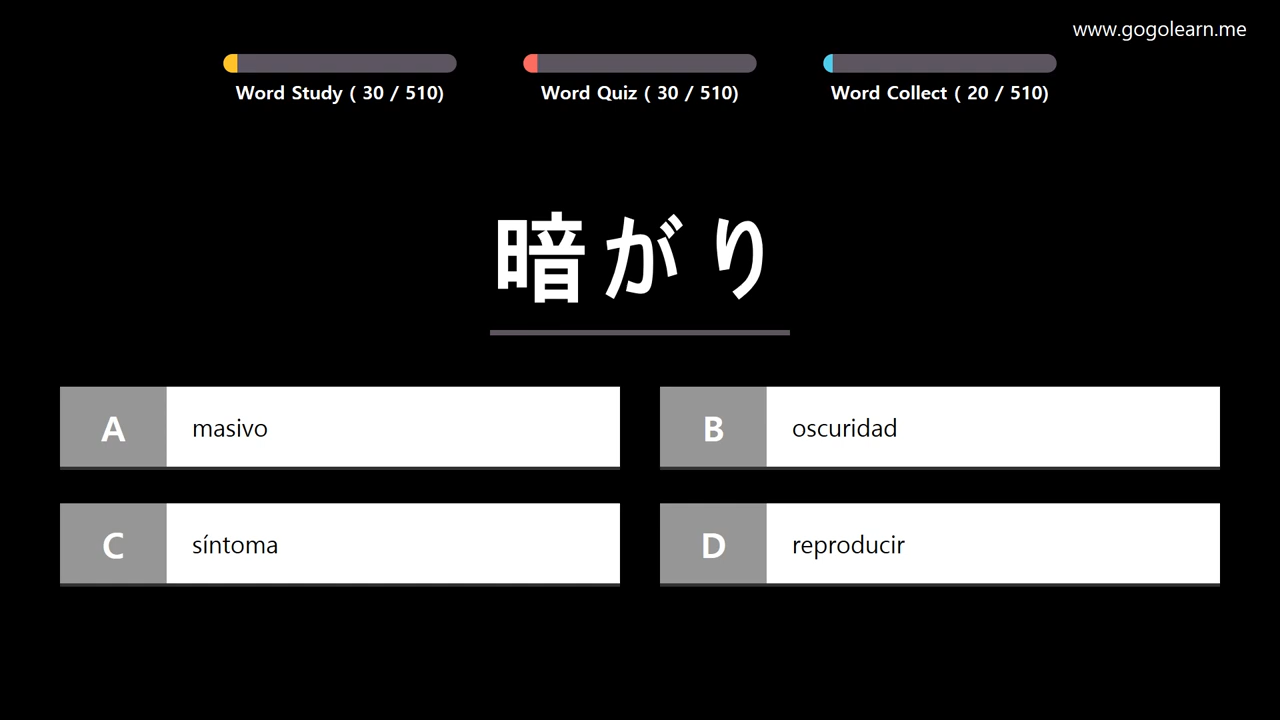 www.gogolearn.me
Word Study ( 30 / 510)
Word Quiz ( 30 / 510)
Word Collect ( 20 / 510)
暗がり
A masivo
B oscuridad
C síntoma
D reproducir